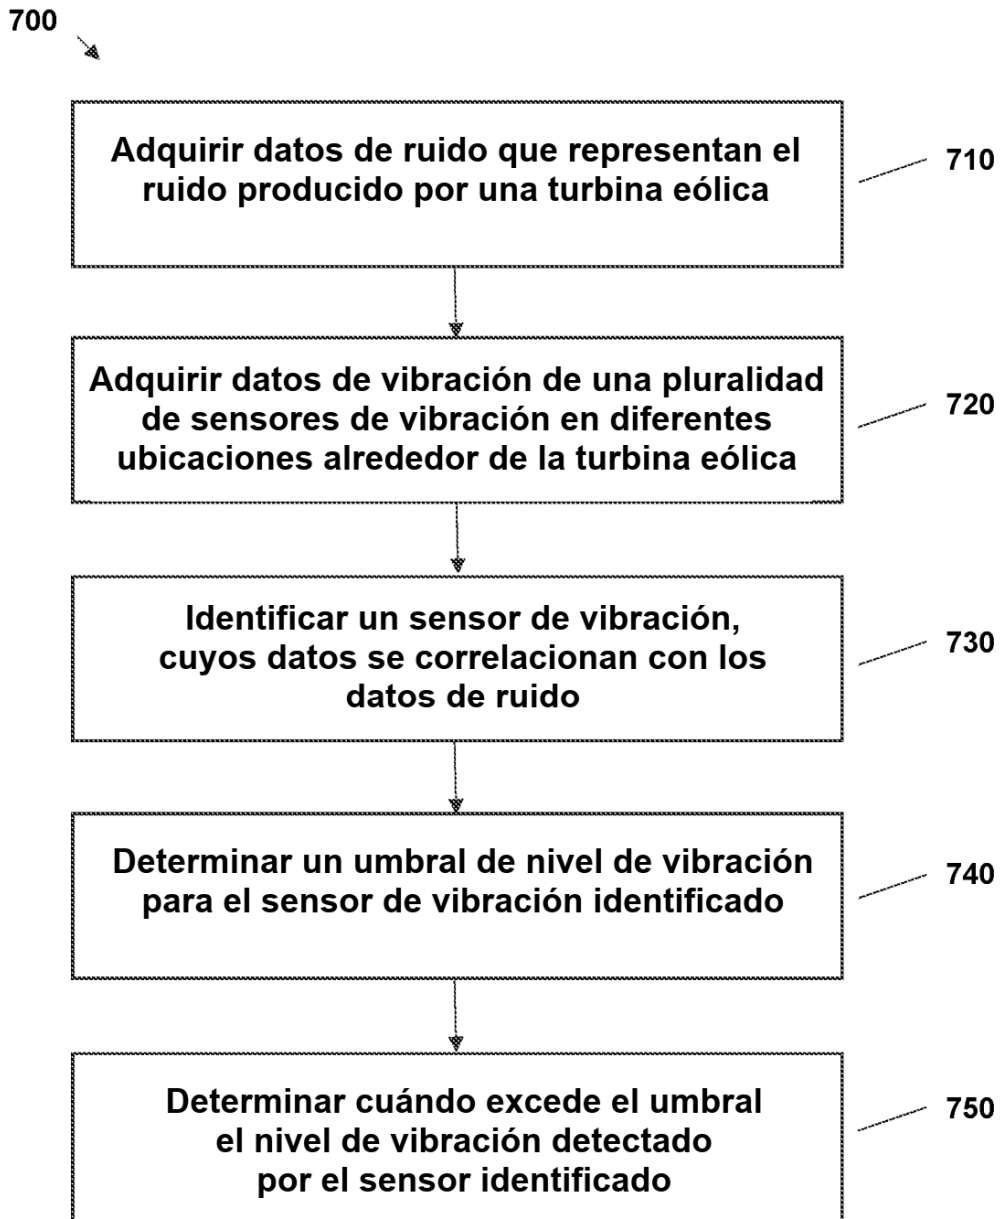 700
Adquirir datos de ruido que representan el
ruido producido por una turbina eólica
710
Adquirir datos de vibración de una pluralidad
de sensores de vibración en diferentes
ubicaciones alrededor de la turbina eólica
720
Identificar un sensor de vibración,
cuyos datos se correlacionan con los
datos de ruido
730
Determinar un umbral de nivel de vibración
para el sensor de vibración identificado
740
Determinar cuándo excede el umbral
el nivel de vibración detectado
por el sensor identificado
750